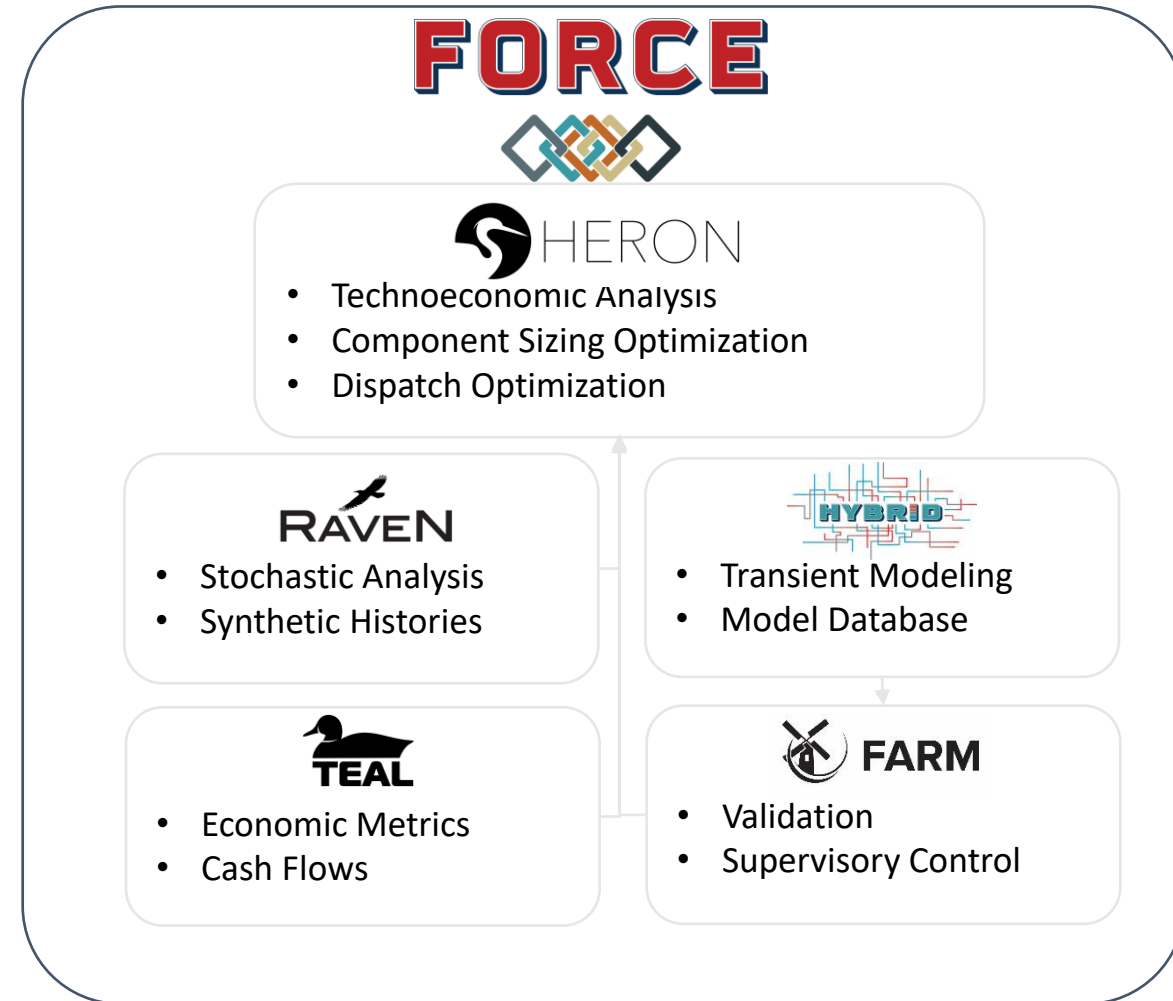 FORCE
HERON
• Technoeconomic Analysis
• Component Sizing Optimization
• Dispatch Optimization
RAVEN
• Stochastic Analysis
• Synthetic Histories
HYBRID
• Transient Modeling
• Model Database
TEAL
• Economic Metrics
• Cash Flows
FARM
• Validation
• Supervisory Control